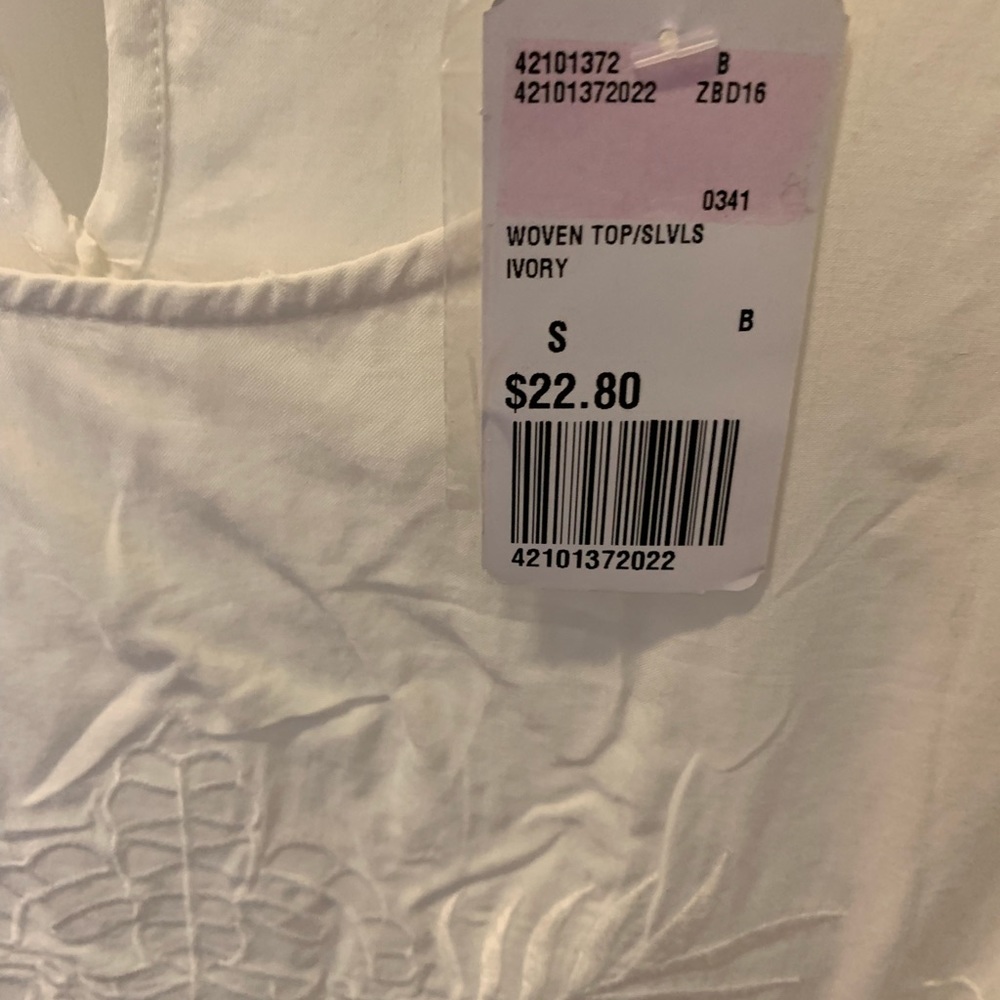 42101372 B
42101372022 ZBD16
0341
WOVEN TOP/SLVLS
IVORY
S B
$22.80
42101372022